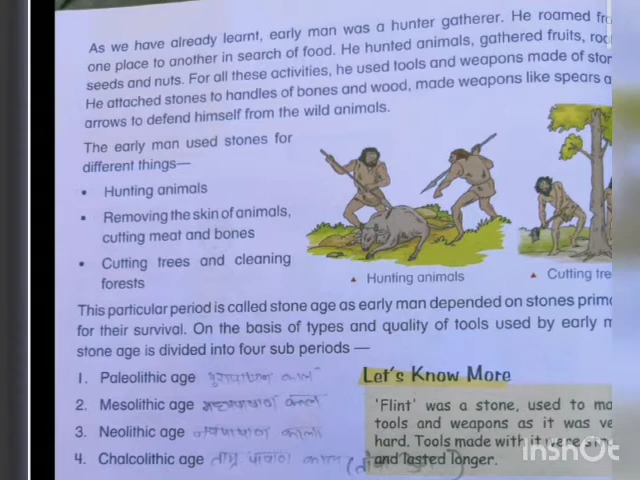 As we have already learnt, early man was a hunter gatherer. He roamed
one place to another in search of food. He hunted animals, gathered fruits,
seeds and nuts. For all these activities, he used tools and weapons made of
He attached stones to handles of bones and wood, made weapons like spears
arrows to defend himself from the wild animals.
The early man used stones for
different things—
• Hunting animals
• Removing the skin of animals,
cutting meat and bones
• Cutting trees and cleaning
forests
▲ Hunting animals
▲ Cutting
This particular period is called stone age as early man depended on stones
for their survival. On the basis of types and quality of tools used by early
stone age is divided into four sub periods —
1. Paleolithic age पुरापाषाण काल
2. Mesolithic age मध्यपाषाण काल
3. Neolithic age नवपाषाण काल
4. Chalcolithic age ताम्र पाषाण काल
Let's Know More
'Flint' was a stone, used to
tools and weapons as it was
hard. Tools made with it were
and lasted longer.
InShot